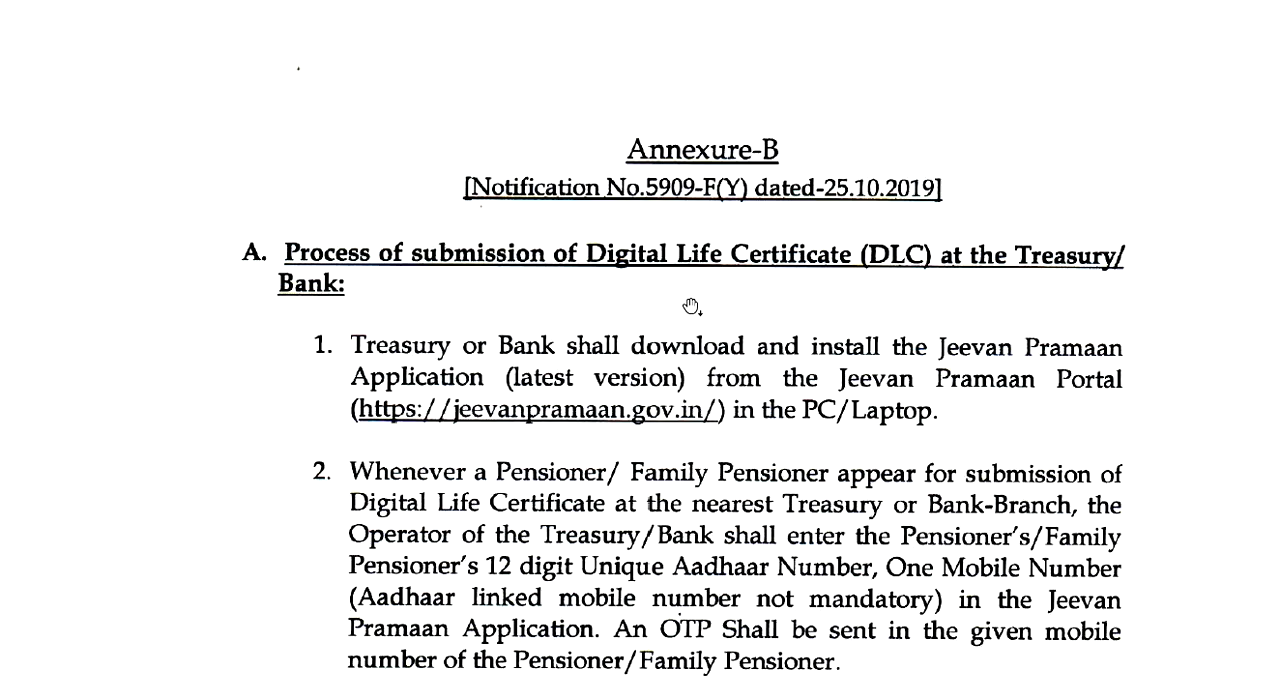 Annexure-B
[Notification No.5909-F(Y) dated-25.10.2019]
A. Process of submission of Digital Life Certificate (DLC) at the Treasury/
Bank:
1. Treasury or Bank shall download and install the Jeevan Pramaan
Application (latest version) from the Jeevan Pramaan Portal
(https://jeevanpramaan.gov.in/) in the PC/Laptop.
2. Whenever a Pensioner/ Family Pensioner appear for submission of
Digital Life Certificate at the nearest Treasury or Bank-Branch, the
Operator of the Treasury/Bank shall enter the Pensioner's/Family
Pensioner's 12 digit Unique Aadhaar Number, One Mobile Number
(Aadhaar linked mobile number not mandatory) in the Jeevan
Pramaan Application. An OTP Shall be sent in the given mobile
number of the Pensioner/Family Pensioner.